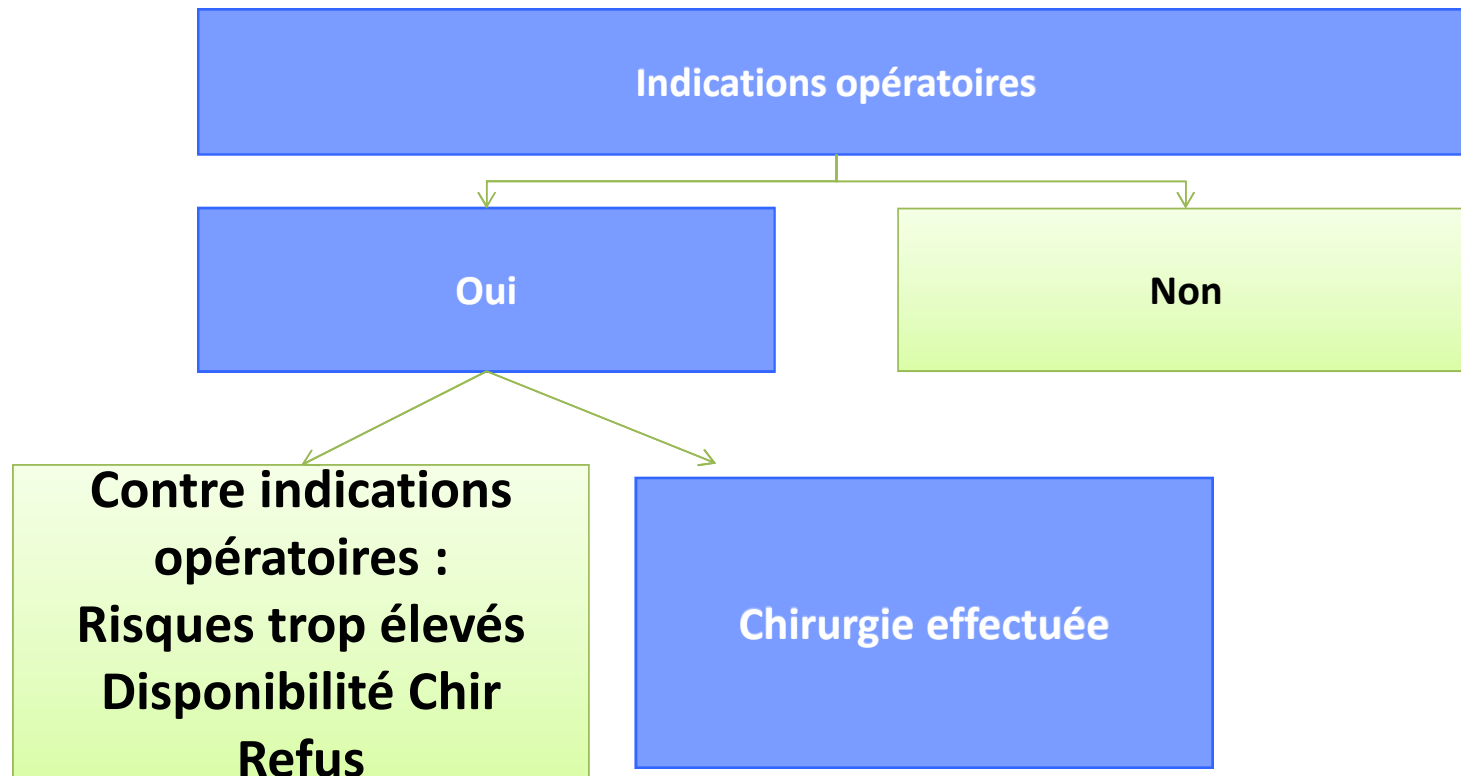 Indications opératoires
Oui
Non
Contre indications
opératoires :
Risques trop élevés
Disponibilité Chir
Refus
Chirurgie effectuée